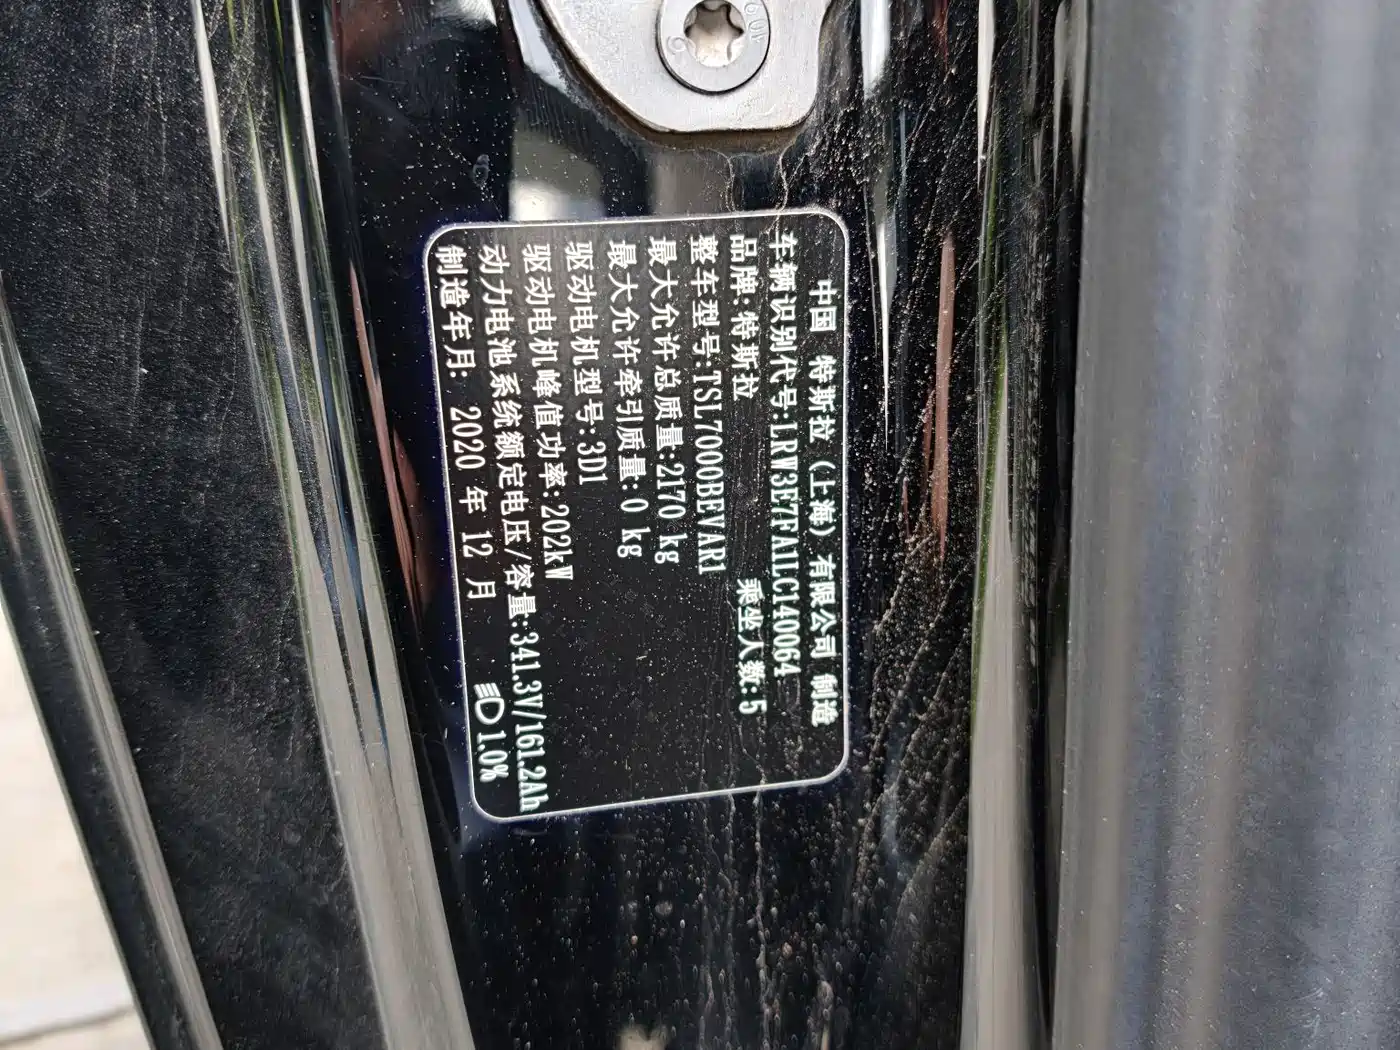 中国 特斯拉(上海)有限公司 制造
车辆识别代号:LRW3E7FA1LC140064
品牌:特斯拉 乘坐人数:5
整车型号:TSL7000BEVAR1
最大允许总质量:2170 kg
最大允许牵引质量:0 kg
驱动电机型号:3D1
驱动电机峰值功率:202kW
动力电池系统额定电压/容量:341.3V/161.2Ah
制造年月: 2020 年 12 月 1.0%